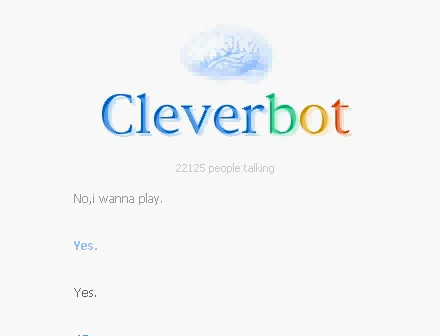 Cleverbot
22125 people talking
No,i wanna play.
Yes.
Yes.